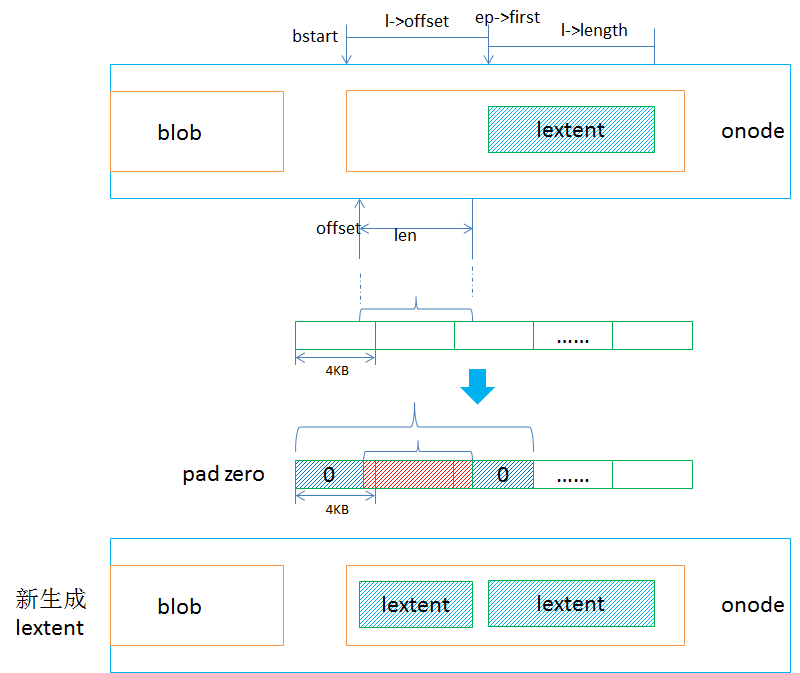 l->offset
ep->first
bstart
l->length
blob
lextent
onode
offset
len
......
4KB
pad zero
0
0
......
4KB
新生成
lextent
blob
lextent
lextent
onode